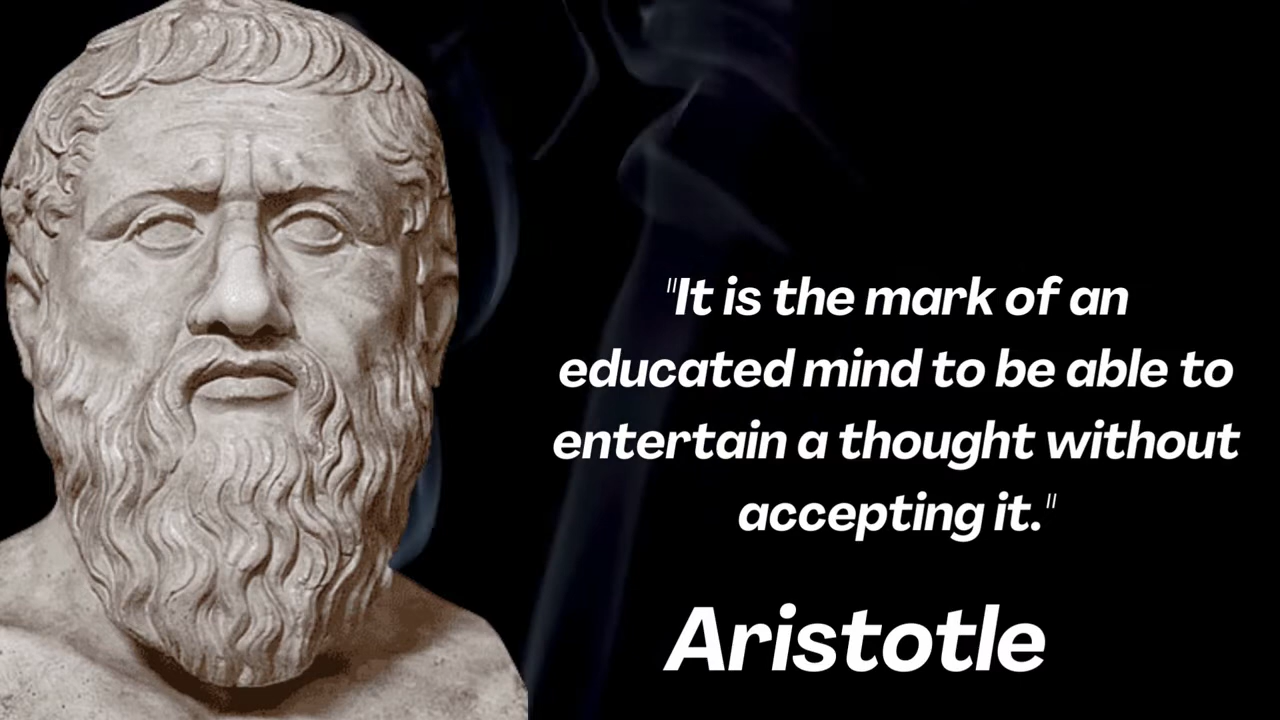 "It is the mark of an
educated mind to be able to
entertain a thought without
accepting it."
Aristotle